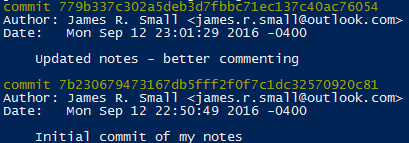 commit 779b337c302a5deb3d7fbbc71ec137c40ac76054
Author: James R. Small <james.r.small@outlook.com>
Date:   Mon Sep 12 23:01:29 2016 -0400
Updated notes - better commenting
commit 7b230679473167db5fff2f0f7c1dc32570920c81
Author: James R. Small <james.r.small@outlook.com>
Date:   Mon Sep 12 22:50:49 2016 -0400
Initial commit of my notes